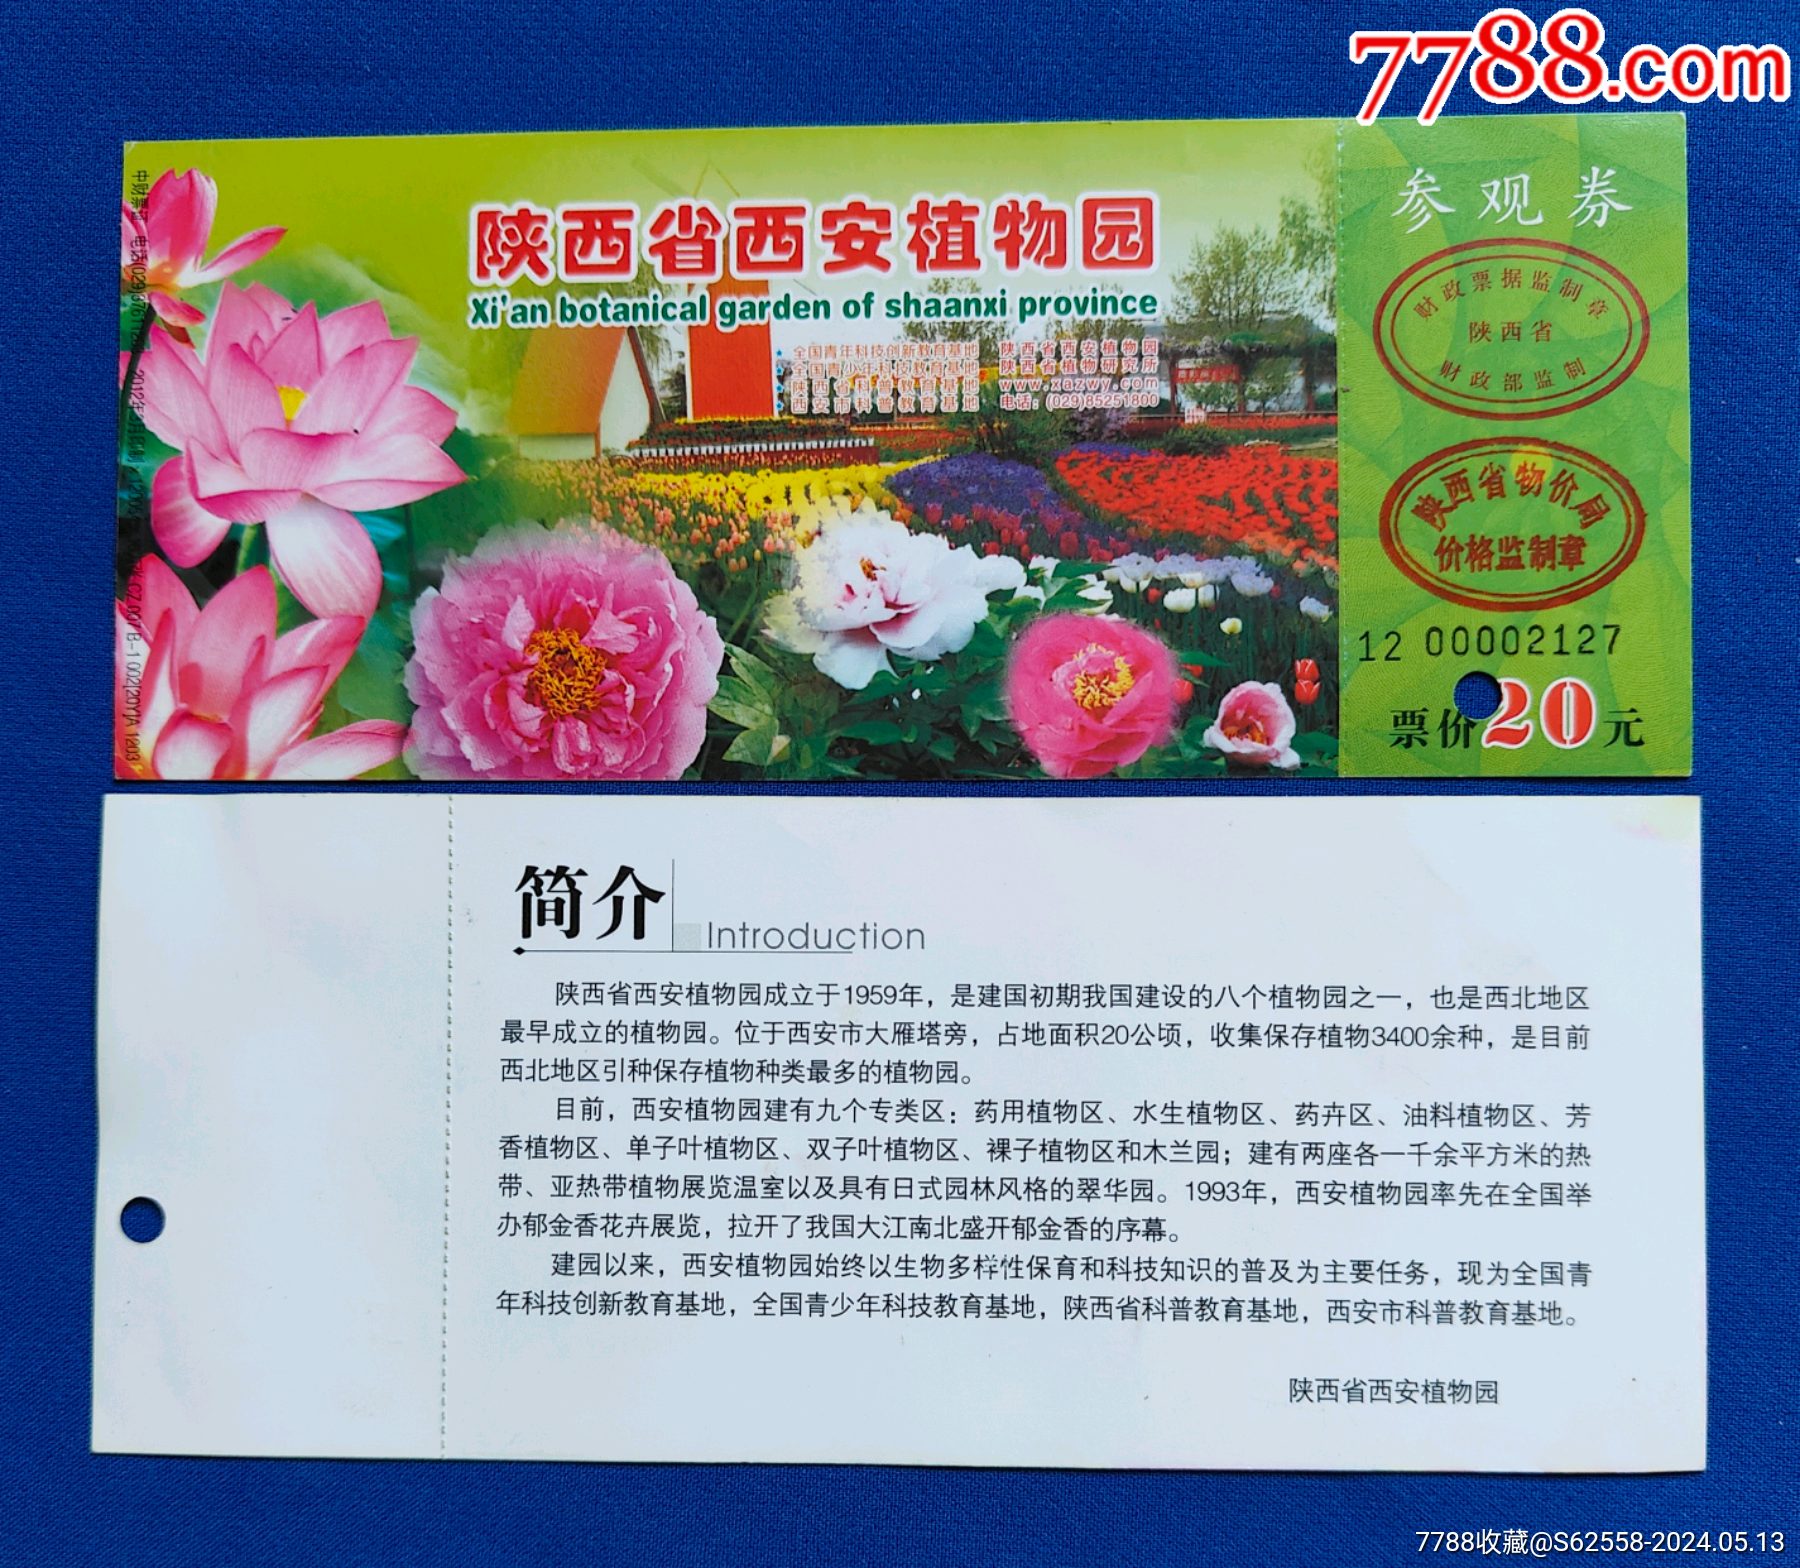 7788.com
陕西省西安植物园
Xi'an botanical garden of shaanxi province
全国青年科技创新教育基地
全国青少年科技教育基地
陕西省科普教育基地
西安市科普教育基地
陕西省西安植物园
陕西省植物研究所
www.xazwy.com
电话：(029)85251800
参观券
财政票据监制章
陕西省
财政部监制
陕西省物价局
价格监制章
12 00002127
票价20元
简介
Introduction
陕西省西安植物园成立于1959年，是建国初期我国建设的八个植物园之一，也是西北地区
最早成立的植物园。位于西安市大雁塔旁，占地面积20公顷，收集保存植物3400余种，是目前
西北地区引种保存植物种类最多的植物园。
目前，西安植物园建有九个专类区：药用植物区、水生植物区、药卉区、油料植物区、芳
香植物区、单子叶植物区、双子叶植物区、裸子植物区和木兰园；建有两座各一千余平方米的热
带、亚热带植物展览温室以及具有日式园林风格的翠华园。1993年，西安植物园率先在全国举
办郁金香花卉展览，拉开了我国大江南北盛开郁金香的序幕。
建园以来，西安植物园始终以生物多样性保育和科技知识的普及为主要任务，现为全国青
年科技创新教育基地，全国青少年科技教育基地，陕西省科普教育基地，西安市科普教育基地。
陕西省西安植物园
7788收藏@S62558-2024.05.13